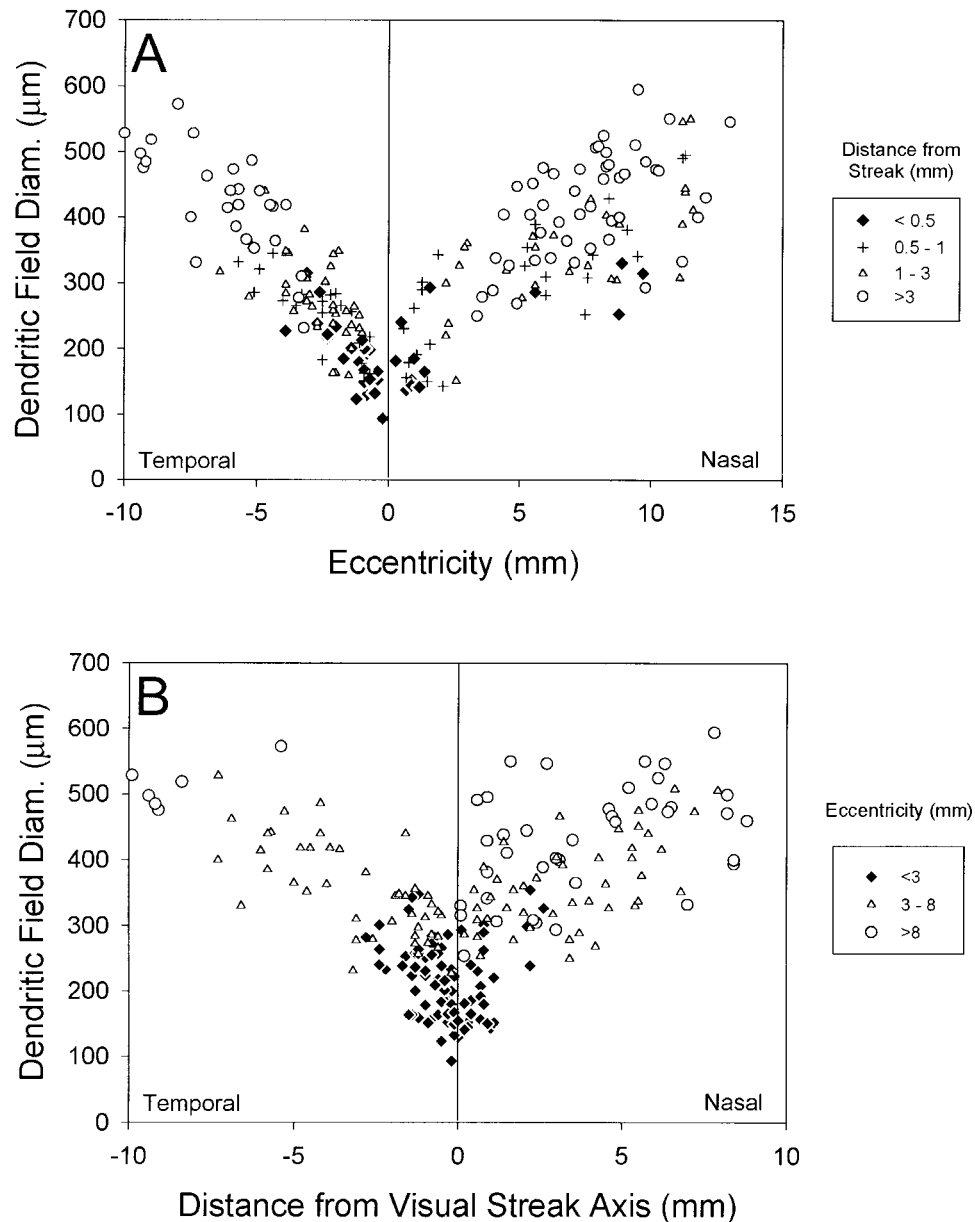 A
Dendritic Field Diam. (μm)
700
600
500
400
300
200
100
0
Temporal
Nasal
-10
-5
0
5
10
15
Eccentricity (mm)
Distance from
Streak (mm)
< 0.5
0.5 - 1
1 - 3
>3
B
Dendritic Field Diam. (μm)
700
600
500
400
300
200
100
0
Temporal
Nasal
-10
-5
0
5
10
Distance from Visual Streak Axis (mm)
Eccentricity (mm)
<3
3 - 8
>8